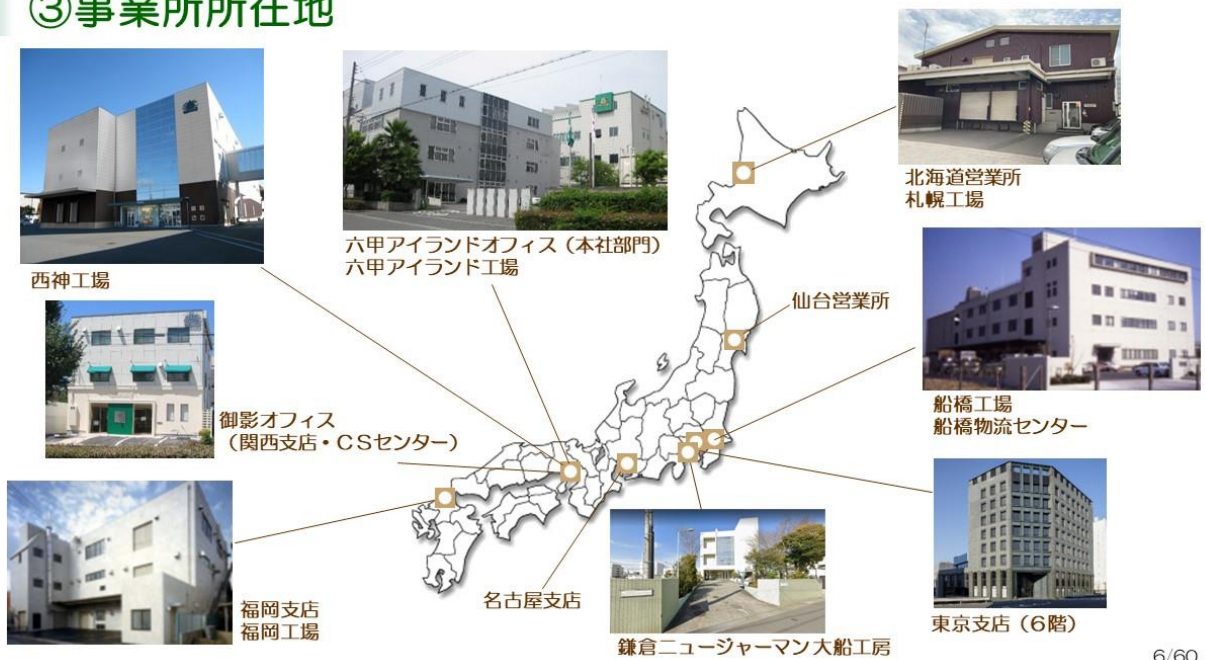 ③事業所所在地
西神工場
六甲アイランドオフィス（本社部門）
六甲アイランド工場
北海道営業所
札幌工場
仙台営業所
御影オフィス
（関西支店・ＣＳセンター）
船橋工場
船橋物流センター
福岡支店
福岡工場
名古屋支店
鎌倉ニュージャーマン大船工房
東京支店（6階）
6/60